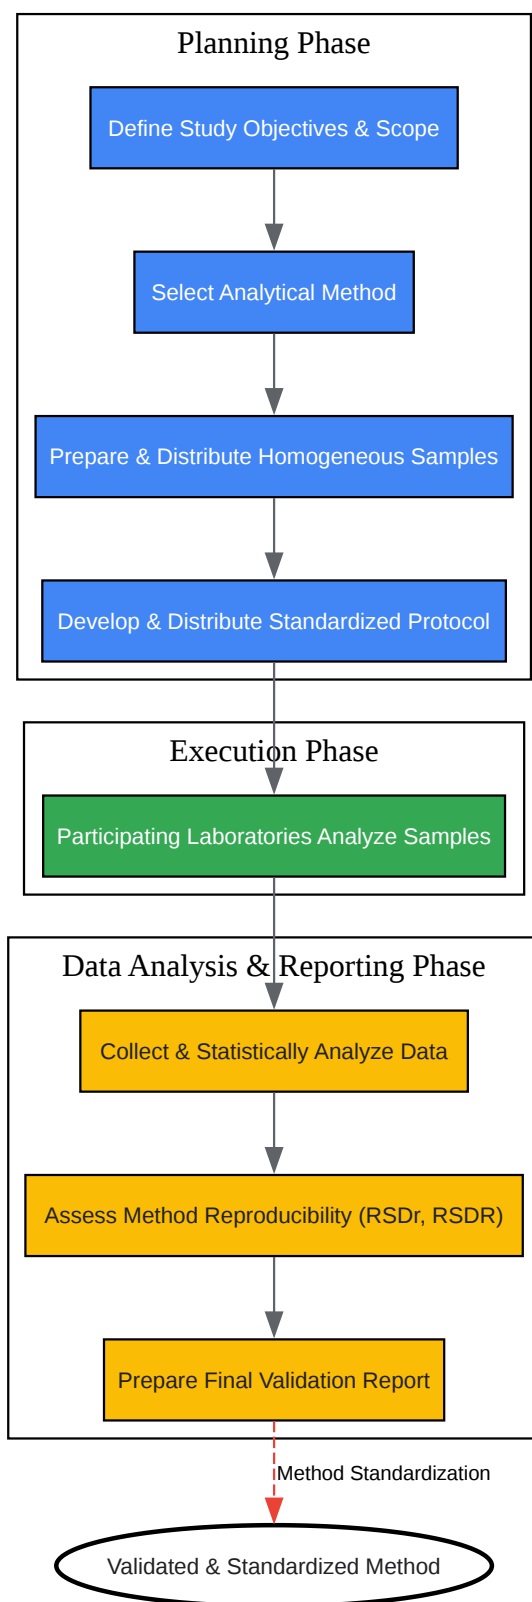 Planning Phase
Define Study Objectives & Scope
Select Analytical Method
Prepare & Distribute Homogeneous Samples
Develop & Distribute Standardized Protocol
Execution Phase
Participating Laboratories Analyze Samples
Data Analysis & Reporting Phase
Collect & Statistically Analyze Data
Assess Method Reproducibility (RSDr, RSDR)
Prepare Final Validation Report
Method Standardization
Validated & Standardized Method